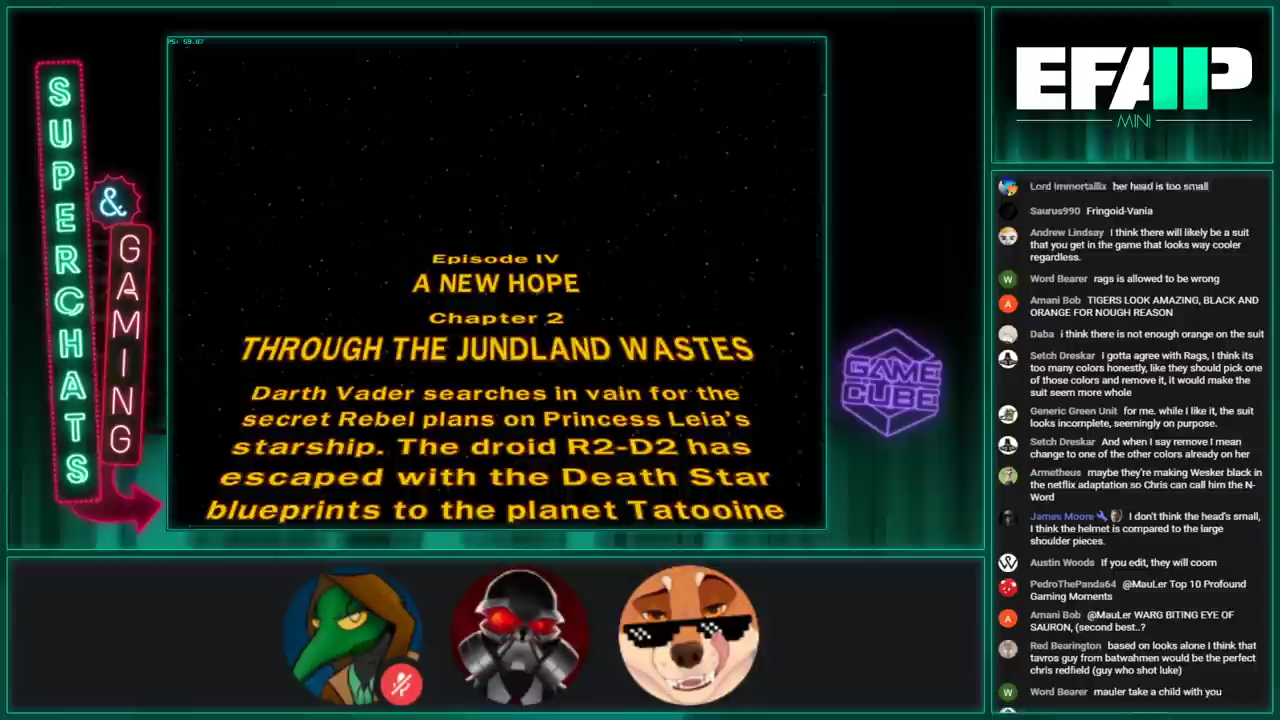 SUPERCHATS
&
GAMING
PS: 59.87
Episode IV
A NEW HOPE
Chapter 2
THROUGH THE JUNDLAND WASTES
Darth Vader searches in vain for the
secret Rebel plans on Princess Leia's
starship. The droid R2-D2 has
escaped with the Death Star
blueprints to the planet Tatooine
GAME
CUBE
EFAP
MINI
Lord Immortallix her head is too small
Saurus990 Fringoid-Vania
Andrew Lindsay I think there will likely be a suit
that you get in the game that looks way cooler
regardless.
W Word Bearer rags is allowed to be wrong
A Amani Bob TIGERS LOOK AMAZING, BLACK AND
ORANGE FOR NOUGH REASON
Daba i think there is not enough orange on the suit
Setch Dreskar I gotta agree with Rags, I think its
too many colors honestly, like they should pick one
of those colors and remove it, it would make the
suit seem more whole
Generic Green Unit for me. while I like it, the suit
looks incomplete, seemingly on purpose.
Setch Dreskar And when I say remove I mean
change to one of the other colors already on her
Armetheus maybe they're making Wesker black in
the netflix adaptation so Chris can call him the N-
Word
James Moore I don't think the head's small,
I think the helmet is compared to the large
shoulder pieces.
Austin Woods If you edit, they will coom
PedroThePanda64 @MauLer Top 10 Profound
Gaming Moments
A Amani Bob @MauLer WARG BITING EYE OF
SAURON, (second best..?
Red Bearington based on looks alone I think that
tavros guy from batwahmen would be the perfect
chris redfield (guy who shot luke)
W Word Bearer mauler take a child with you